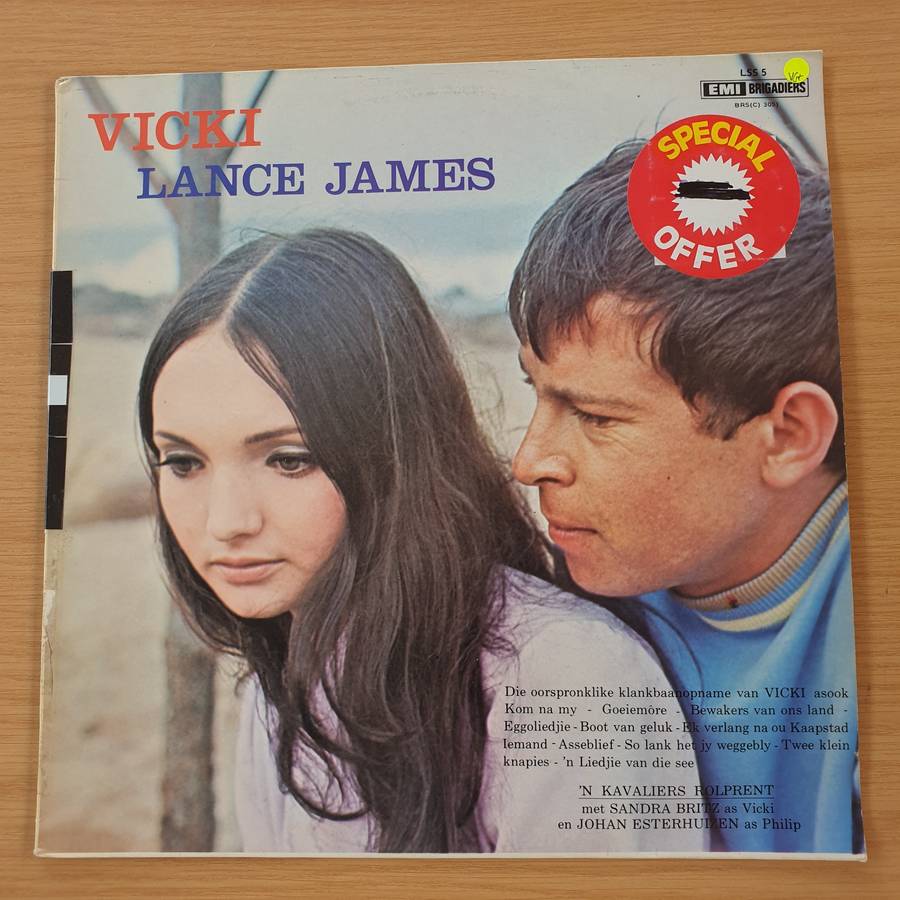 VICKI
LANCE JAMES
LSS 5
EMI BRIGADIERS
BRS(C) 3051
VG+
SPECIAL
OFFER
Die oorspronklike klankbaanopname van VICKI asook
Kom na my - Goeiemôre - Bewakers van ons land -
Eggoliedjie - Boot van geluk - Ek verlang na ou Kaapstad
Iemand - Asseblief - So lank het jy weggebly - Twee klein
knapies - 'n Liedjie van die see
'N KAVALIERS ROLPRENT
met SANDRA BRITZ as Vicki
en JOHAN ESTERHUIZEN as Philip